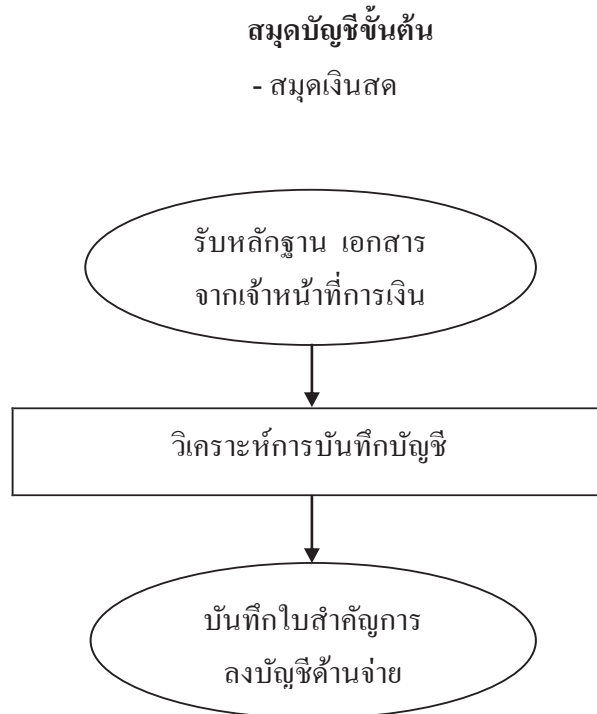 สมุดบัญชีขั้นต้น
- สมุดเงินสด
รับหลักฐาน เอกสาร
จากเจ้าหน้าที่การเงิน
วิเคราะห์การบันทึกบัญชี
บันทึกใบสำคัญการ
ลงบัญชีด้านจ่าย